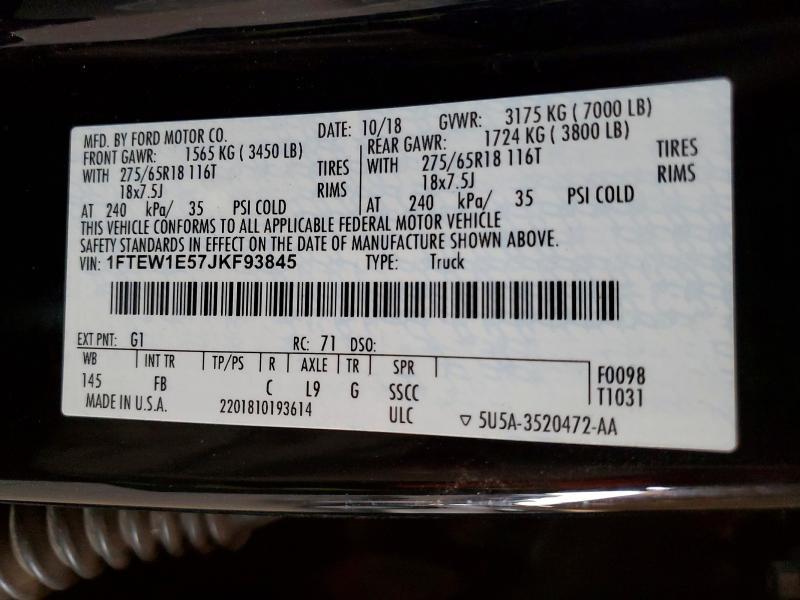 MFD. BY FORD MOTOR CO. DATE: 10/18 GVWR: 3175 KG ( 7000 LB)
FRONT GAWR: 1565 KG ( 3450 LB) REAR GAWR: 1724 KG ( 3800 LB)
WITH 275/65R18 116T TIRES WITH 275/65R18 116T TIRES
18x7.5J RIMS 18x7.5J RIMS
AT 240 kPa/ 35 PSI COLD AT 240 kPa/ 35 PSI COLD
THIS VEHICLE CONFORMS TO ALL APPLICABLE FEDERAL MOTOR VEHICLE
SAFETY STANDARDS IN EFFECT ON THE DATE OF MANUFACTURE SHOWN ABOVE.
VIN: 1FTEW1E57JKF93845 TYPE: Truck
EXT PNT: G1 RC: 71 DSO:
WB INT TR TP/PS R AXLE TR SPR F0098
145 FB C L9 G SSCC T1031
MADE IN U.S.A. 2201810193614 ULC ▽ 5U5A-3520472-AA